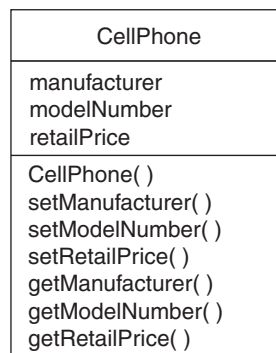 CellPhone
manufacturer
modelNumber
retailPrice
CellPhone( )
setManufacturer( )
setModelNumber( )
setRetailPrice( )
getManufacturer( )
getModelNumber( )
getRetailPrice( )